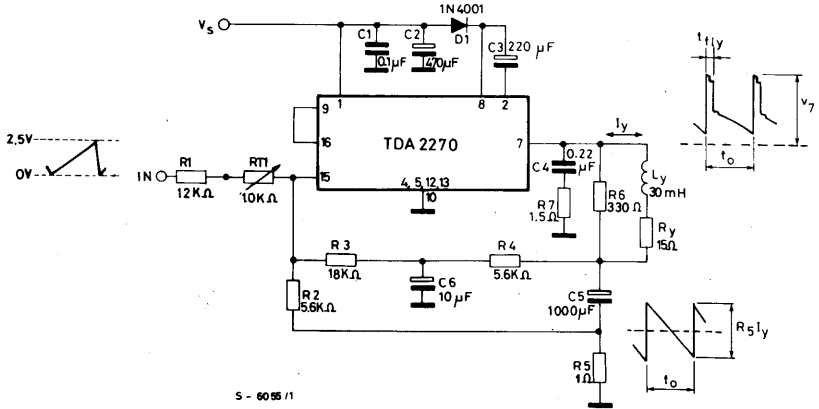 1N4001
Vs
D1
C1
0.1µF
C2
470µF
C3 220 µF
1
8
2
9
16
15
TDA 2270
7
4, 5, 12, 13
10
2,5V
0V
IN
R1
12KΩ
RT1
10KΩ
R2
5.6KΩ
R3
18KΩ
C6
10 µF
R4
5.6KΩ
C4
0.22
µF
R7
1.5Ω
R6
330Ω
Iy
Ly
30mH
Ry
15Ω
C5
1000µF
R5
1Ω
tfly
V7
to
R5Iy
to
S - 6055/1